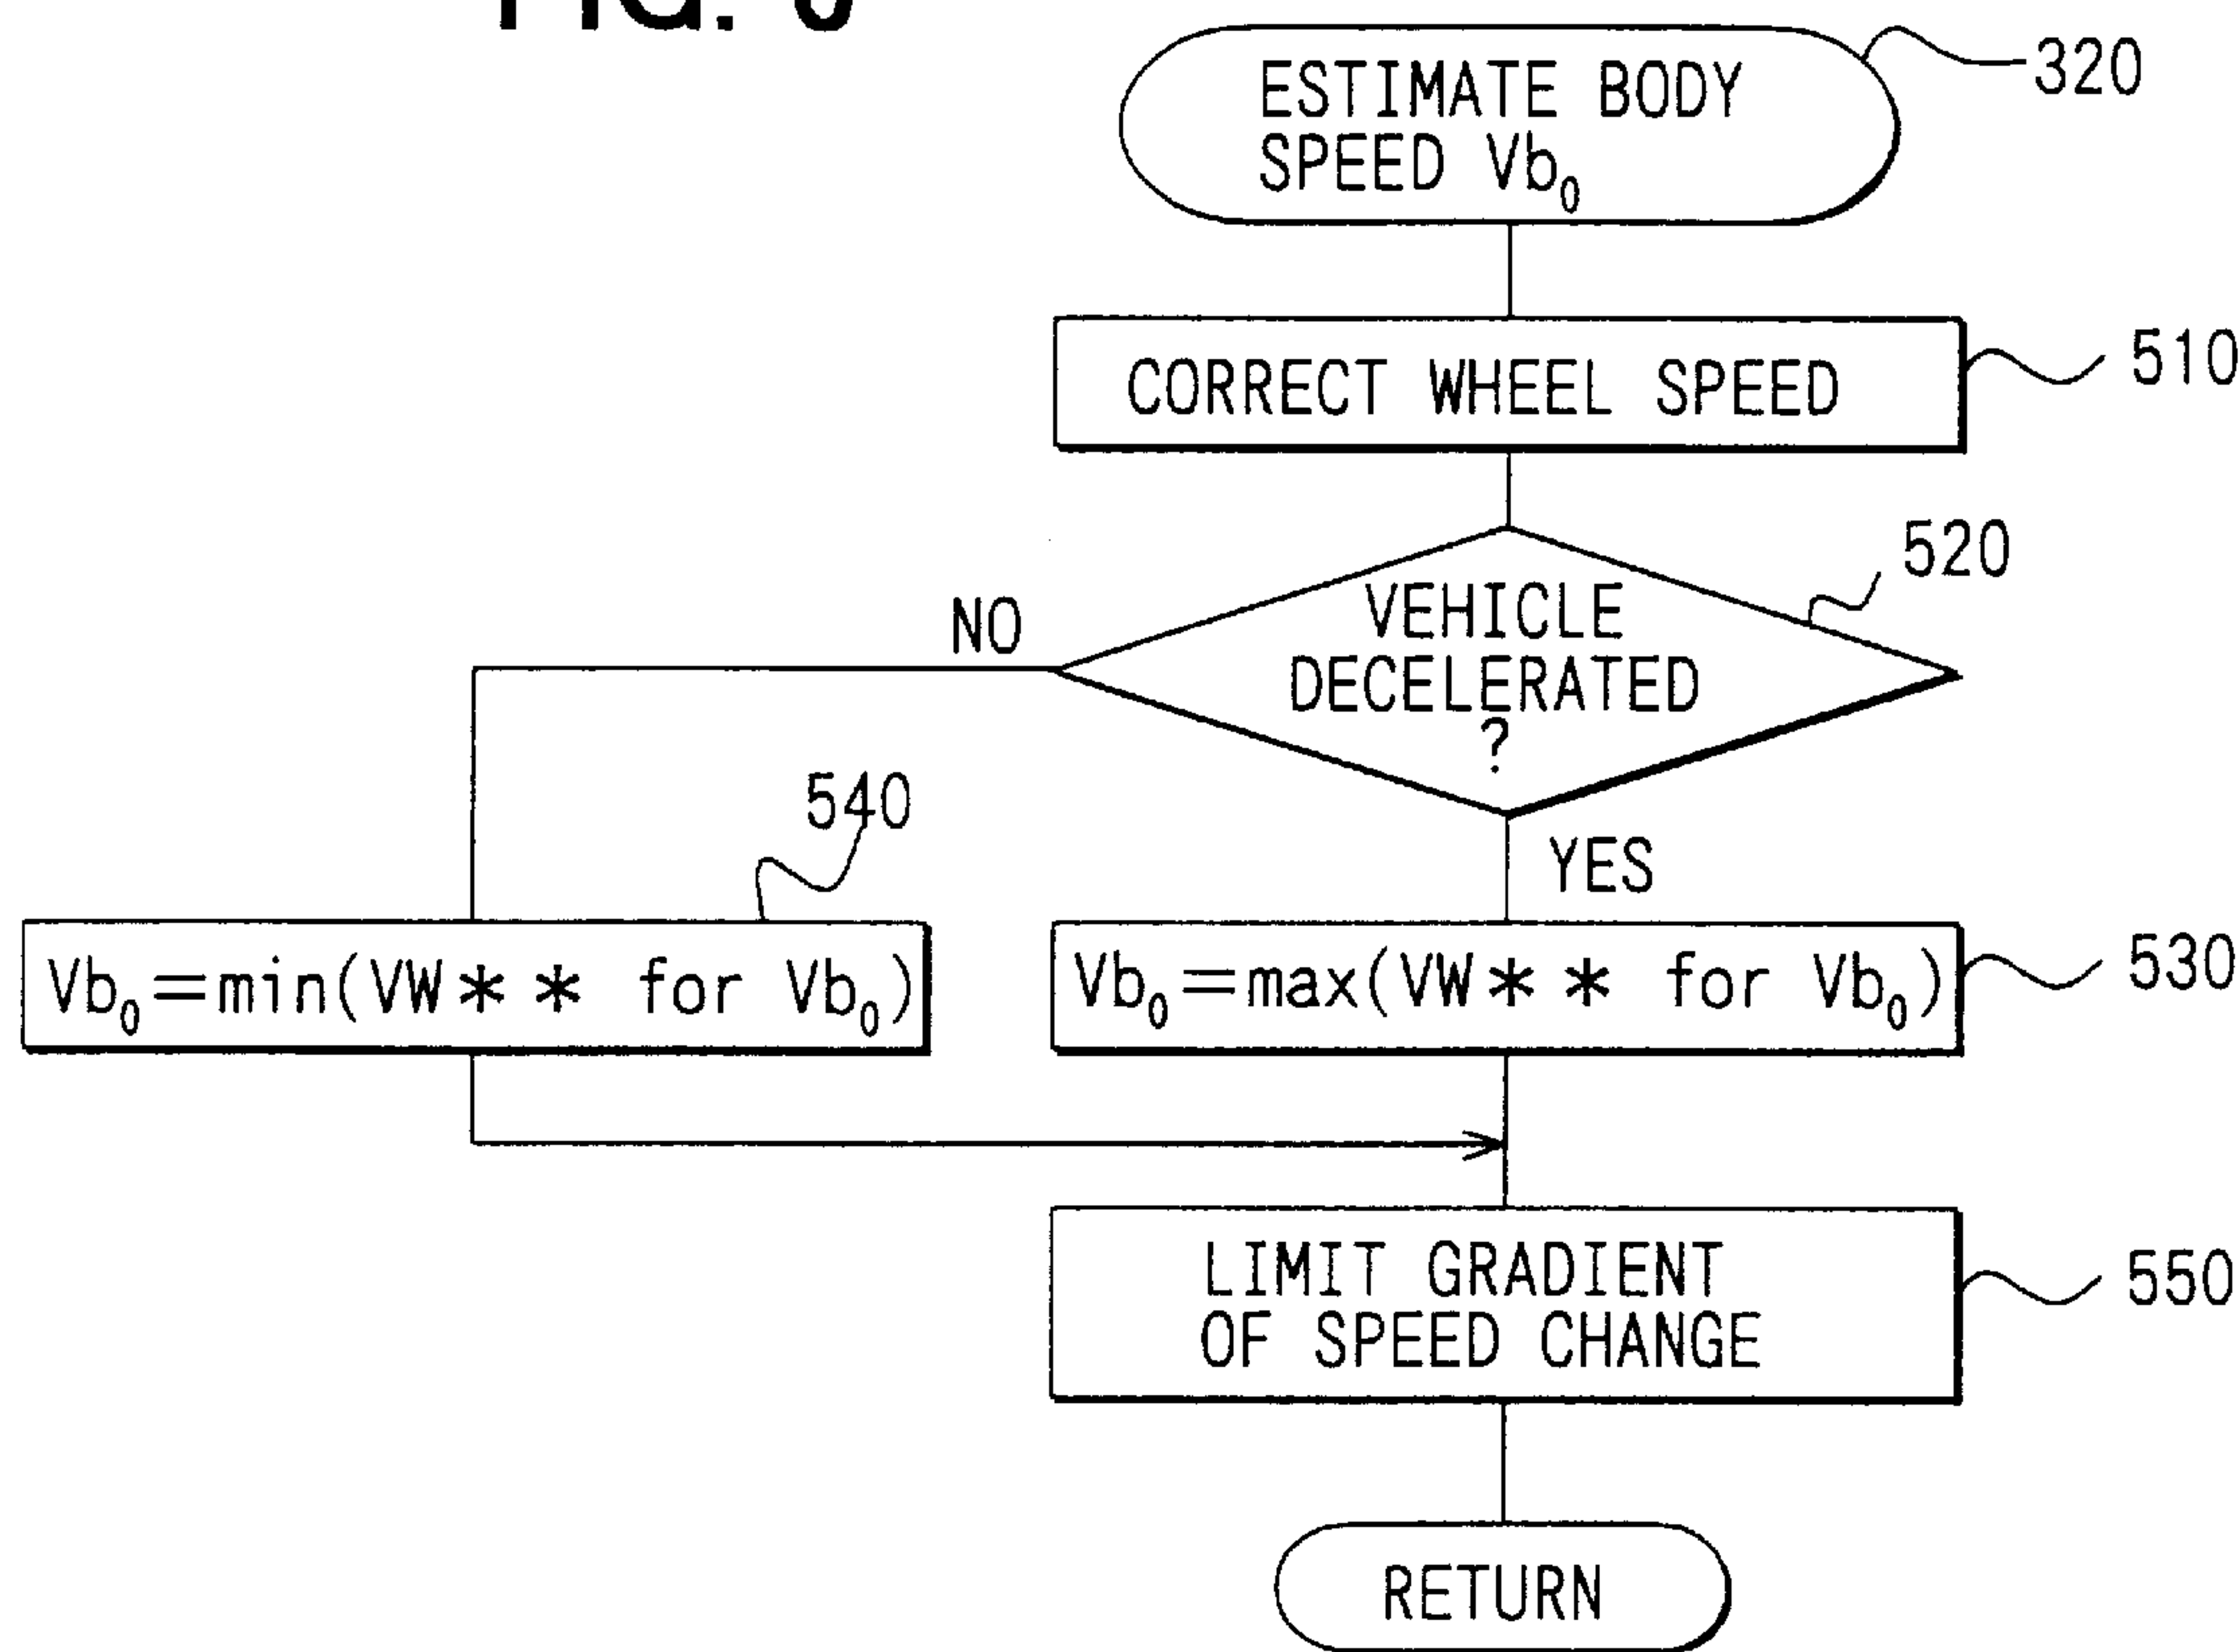 FIG.
ESTIMATE BODY
SPEED Vb₀
320
CORRECT WHEEL SPEED
510
520
VEHICLE
DECELERATED
?
NO
YES
540
Vb₀=min(VW** for Vb₀)
Vb₀=max(VW** for Vb₀)
530
LIMIT GRADIENT
OF SPEED CHANGE
550
RETURN